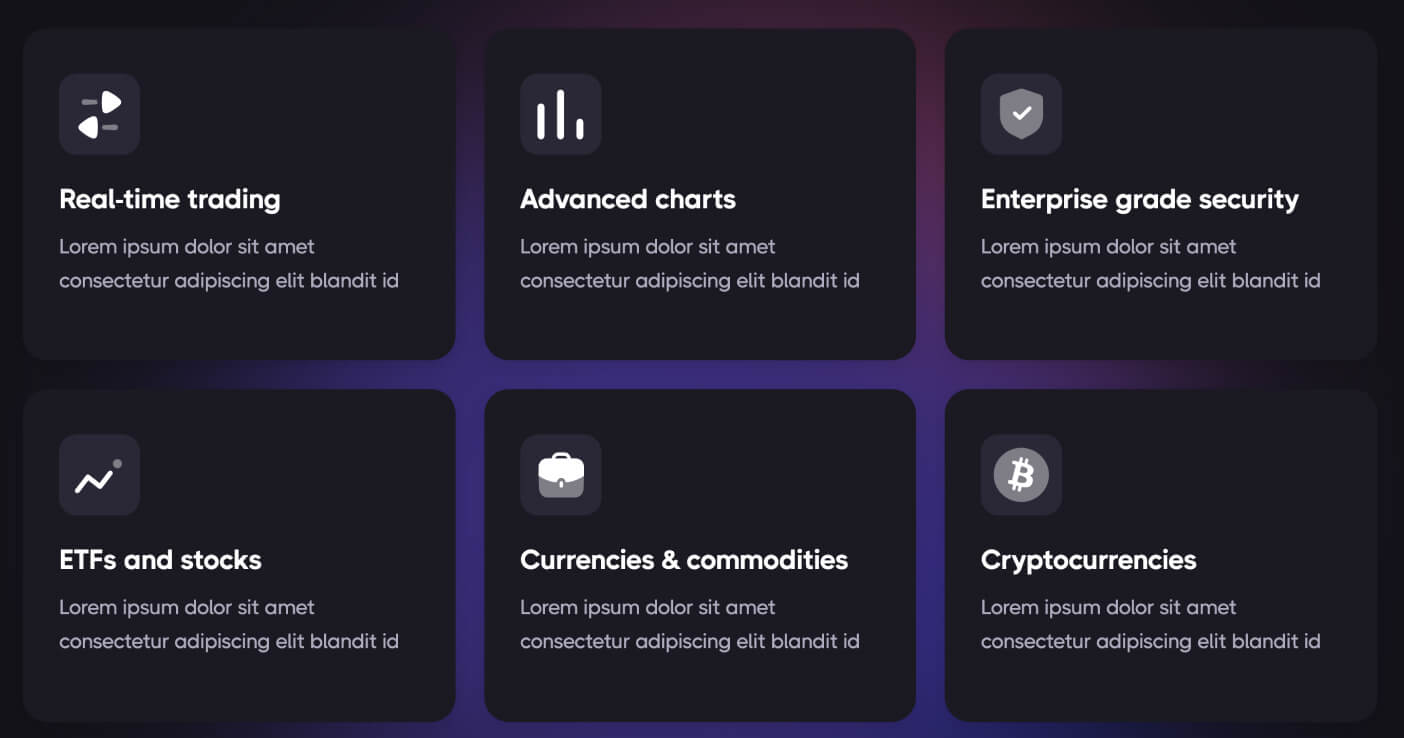 Real-time trading
Lorem ipsum dolor sit amet
consectetur adipiscing elit blandit id
Advanced charts
Lorem ipsum dolor sit amet
consectetur adipiscing elit blandit id
Enterprise grade security
Lorem ipsum dolor sit amet
consectetur adipiscing elit blandit id
ETFs and stocks
Lorem ipsum dolor sit amet
consectetur adipiscing elit blandit id
Currencies & commodities
Lorem ipsum dolor sit amet
consectetur adipiscing elit blandit id
Cryptocurrencies
Lorem ipsum dolor sit amet
consectetur adipiscing elit blandit id